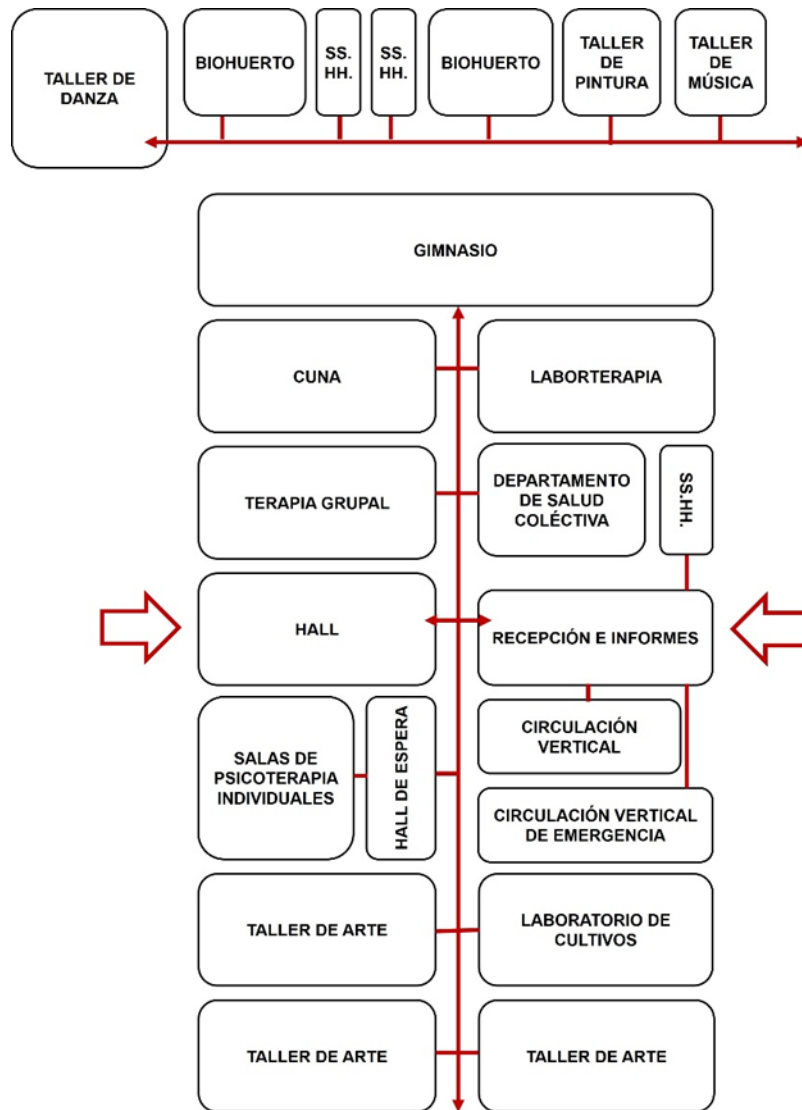 TALLER DE
DANZA
BIOHUERTO
SS.
HH.
SS.
HH.
BIOHUERTO
TALLER
DE
PINTURA
TALLER
DE
MÚSICA
GIMNASIO
CUNA
LABORTERAPIA
TERAPIA GRUPAL
DEPARTAMENTO
DE SALUD
COLÉCTIVA
SS.HH.
HALL
RECEPCIÓN E INFORMES
SALAS DE
PSICOTERAPIA
INDIVIDUALES
HALL DE ESPERA
CIRCULACIÓN
VERTICAL
CIRCULACIÓN VERTICAL
DE EMERGENCIA
TALLER DE ARTE
LABORATORIO DE
CULTIVOS
TALLER DE ARTE
TALLER DE ARTE